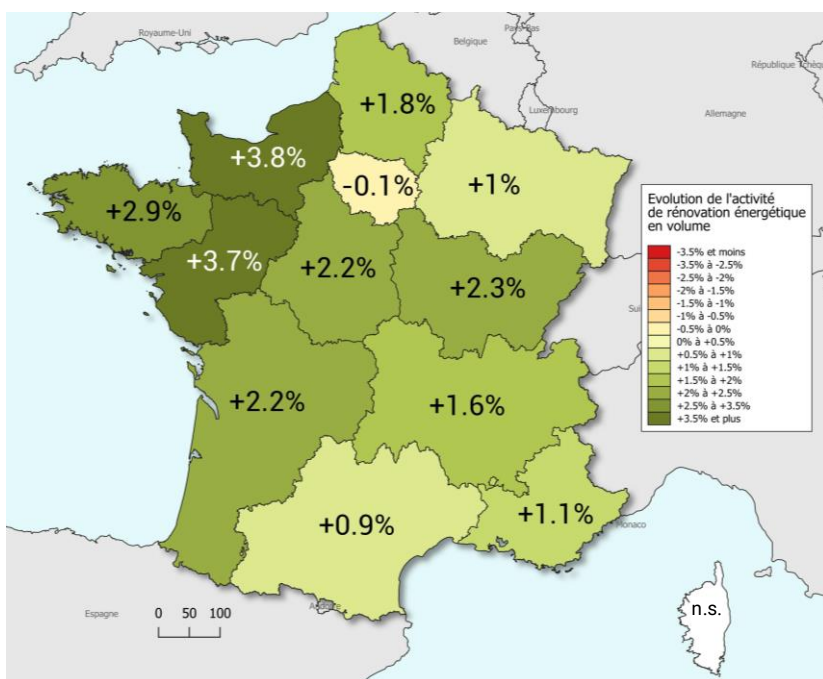 Royaume-Uni
Pays-Bas
Belgique
République Tchèque
Luxembourg
Allemagne
+1.8%
+3.8%
-0.1%
+1%
+2.9%
+3.7%
+2.2%
+2.3%
Evolution de l'activité
de rénovation énergétique
en volume
-3.5% et moins
-3.5% à -2.5%
-2.5% à -2%
-2% à -1.5%
-1.5% à -1%
-1% à -0.5%
-0.5% à 0%
0% à +0.5%
+0.5% à +1%
+1% à +1.5%
+1.5% à +2%
+2% à +2.5%
+2.5% à +3.5%
+3.5% et plus
Suis
+2.2%
+1.6%
+0.9%
+1.1%
Monaco
Andorre
Espagne
0 50 100
n.s.